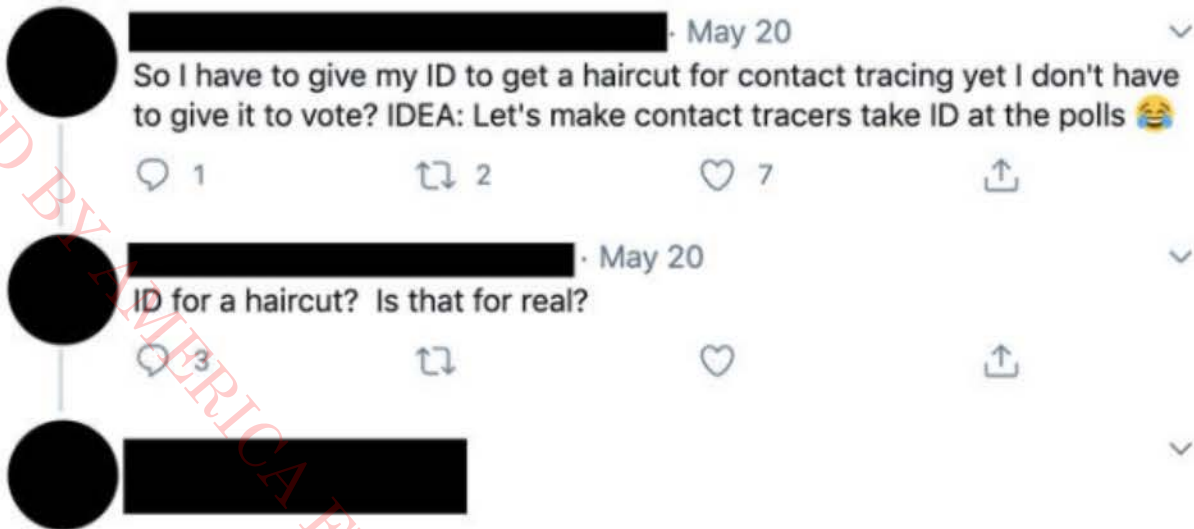 · May 20
So I have to give my ID to get a haircut for contact tracing yet I don't have
to give it to vote? IDEA: Let's make contact tracers take ID at the polls 😂
1 2 7
· May 20
ID for a haircut?  Is that for real?
3
D BY AMERICA F